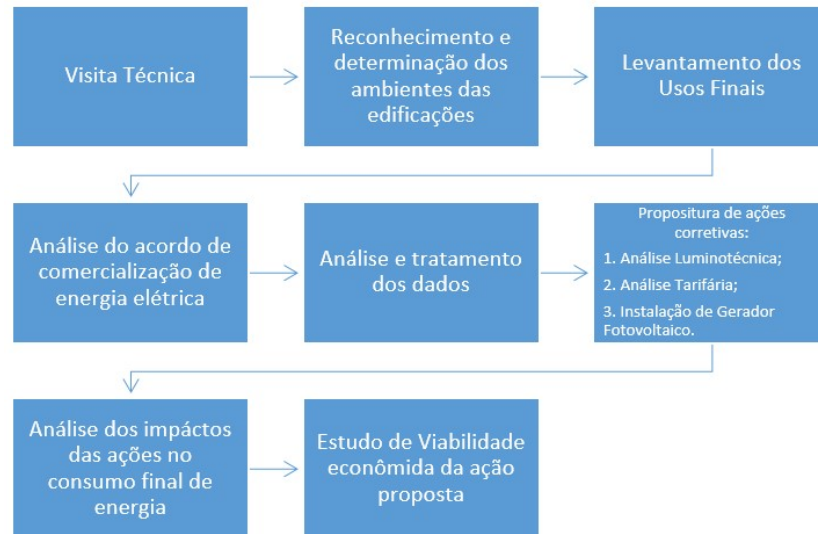 Visita Técnica
Reconhecimento e
determinação dos
ambientes das
edificações
Levantamento dos
Usos Finais
Análise do acordo de
comercialização de
energia elétrica
Análise e tratamento
dos dados
Propositura de ações
corretivas:
1. Análise Luminotécnica;
2. Análise Tarifária;
3. Instalação de Gerador
Fotovoltaico.
Análise dos impáctos
das ações no
consumo final de
energia
Estudo de Viabilidade
econômida da ação
proposta